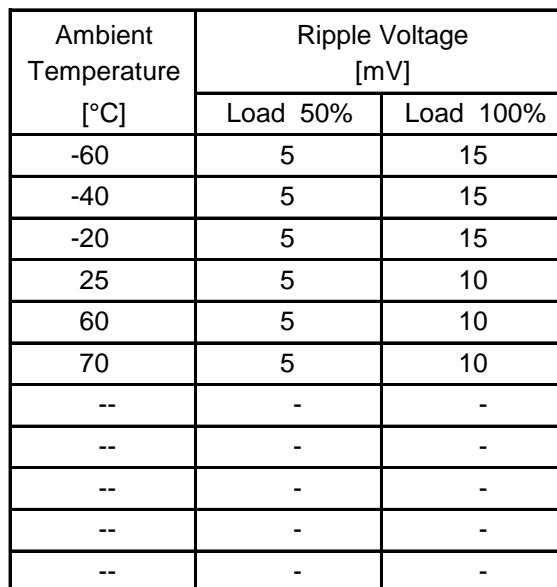 Ambient Temperature [°C] Ripple Voltage [mV]
Load 50% Load 100%
-60 5 15
-40 5 15
-20 5 15
25 5 10
60 5 10
70 5 10
-- - -
-- - -
-- - -
-- - -
-- - -